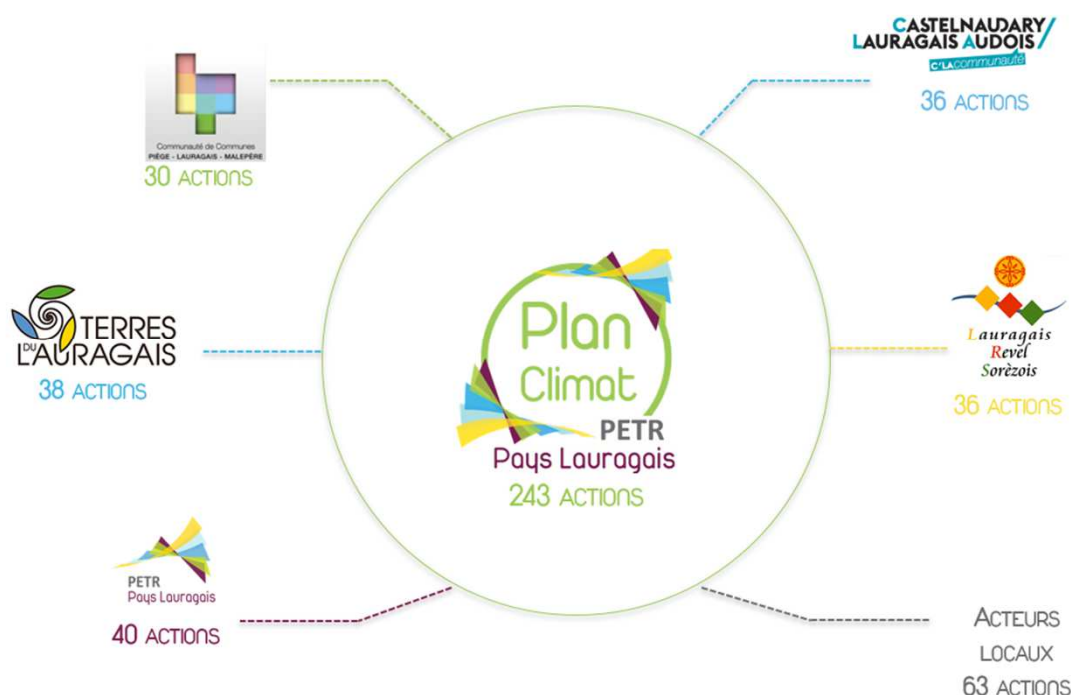 CASTELNAUDARY/
LAURAGAIS AUDOIS/
C'LA communauté
36 ACTIONS
Communauté de Communes
PIÈGE - LAURAGAIS - MALEPÈRE
30 ACTIONS
TERRES
DU LAURAGAIS
38 ACTIONS
Plan
Climat
PETR
Pays Lauragais
243 ACTIONS
Lauragais
Revel
Sorèzois
36 ACTIONS
PETR
Pays Lauragais
40 ACTIONS
ACTEURS
LOCAUX
63 ACTIONS